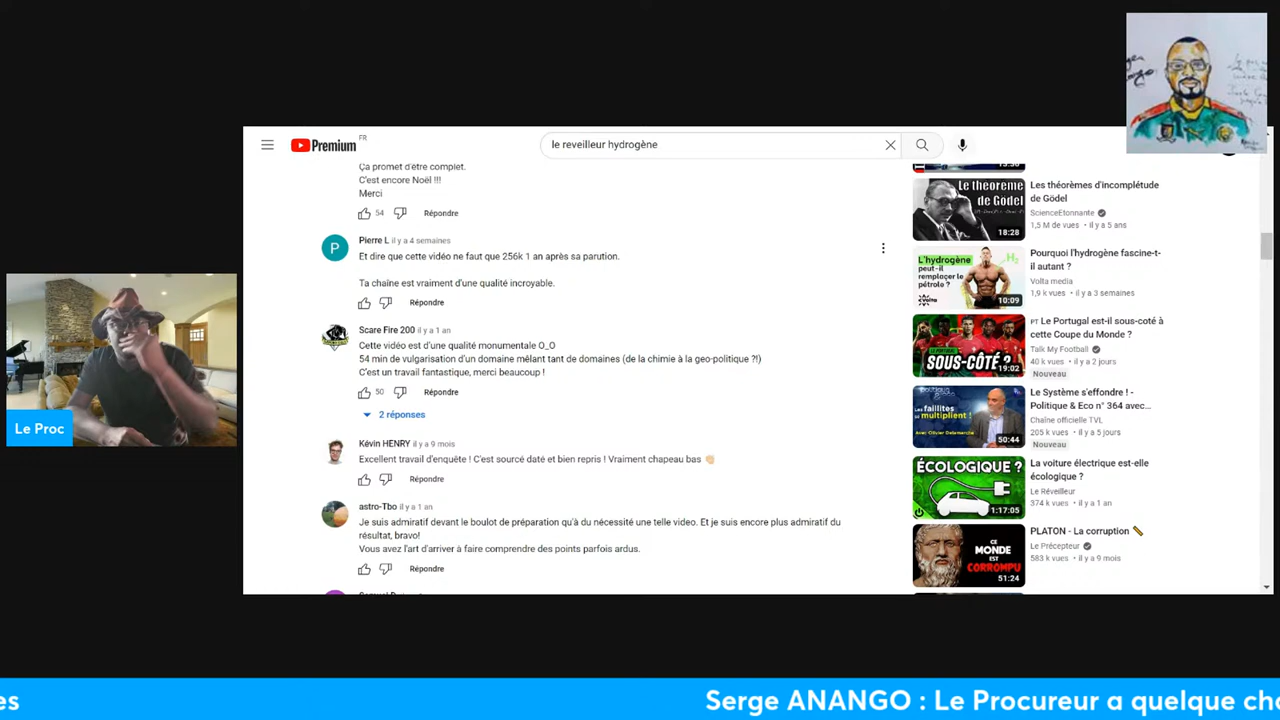 FR
Premium
le reveilleur hydrogène
Ça promet d'être complet.
C'est encore Noël !!!
Merci
54
Répondre
P
Pierre L il y a 4 semaines
Et dire que cette vidéo ne faut que 256k 1 an après sa parution.
Ta chaîne est vraiment d'une qualité incroyable.
Répondre
Scare Fire 200 il y a 1 an
Cette vidéo est d'une qualité monumentale O_O
54 min de vulgarisation d'un domaine mêlant tant de domaines (de la chimie à la geo-politique ?!)
C'est un travail fantastique, merci beaucoup !
50
Répondre
2 réponses
Kévin HENRY il y a 9 mois
Excellent travail d'enquête ! C'est sourcé daté et bien repris ! Vraiment chapeau bas 👏🏻
Répondre
astro-Tbo il y a 1 an
Je suis admiratif devant le boulot de préparation qu'à du nécessité une telle video. Et je suis encore plus admiratif du
résultat, bravo!
Vous avez l'art d'arriver à faire comprendre des points parfois ardus.
Répondre
Le théorème
de Gödel
18:28
Les théorèmes d'incomplétude
de Gödel
ScienceEtonnante
1,5 M de vues • il y a 5 ans
L'hydrogène
peut-il
remplacer le
pétrole ?
H2
Volta
10:09
Pourquoi l'hydrogène fascine-t-
il autant ?
Volta media
1,9 k vues • il y a 3 semaines
SOUS-CÔTÉ ?
19:02
PT Le Portugal est-il sous-coté à
cette Coupe du Monde ?
Talk My Football
40 k vues • il y a 2 jours
Nouveau
Les faillites
se multiplient !
Avec Olivier Delamarche
50:44
Le Système s'effondre ! -
Politique & Eco n° 364 avec...
Chaîne officielle TVL
205 k vues • il y a 5 jours
Nouveau
ÉCOLOGIQUE ?
1:17:05
La voiture électrique est-elle
écologique ?
Le Réveilleur
374 k vues • il y a 1 an
CE
MONDE
EST
CORROMPU
51:24
PLATON - La corruption ✏️
Le Précepteur
583 k vues • il y a 9 mois
Le Proc
es
Serge ANANGO : Le Procureur a quelque cho